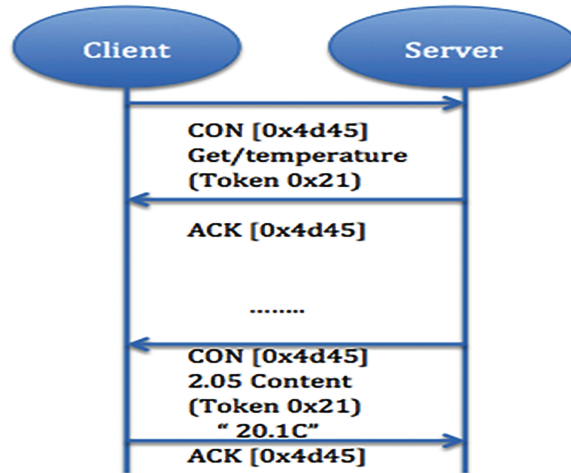 Client
Server
CON [0x4d45]
Get/temperature
(Token 0x21)
ACK [0x4d45]
........
CON [0x4d45]
2.05 Content
(Token 0x21)
“ 20.1C”
ACK [0x4d45]